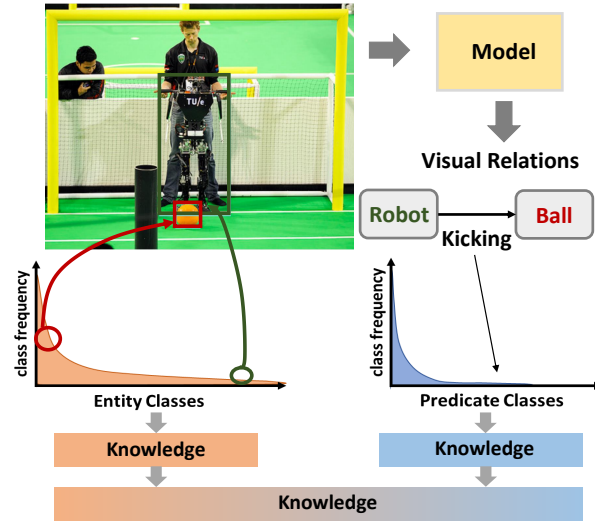 Model
TU/e
Visual Relations
Robot
Ball
Kicking
class frequency
class frequency
Entity Classes
Predicate Classes
Knowledge
Knowledge
Knowledge